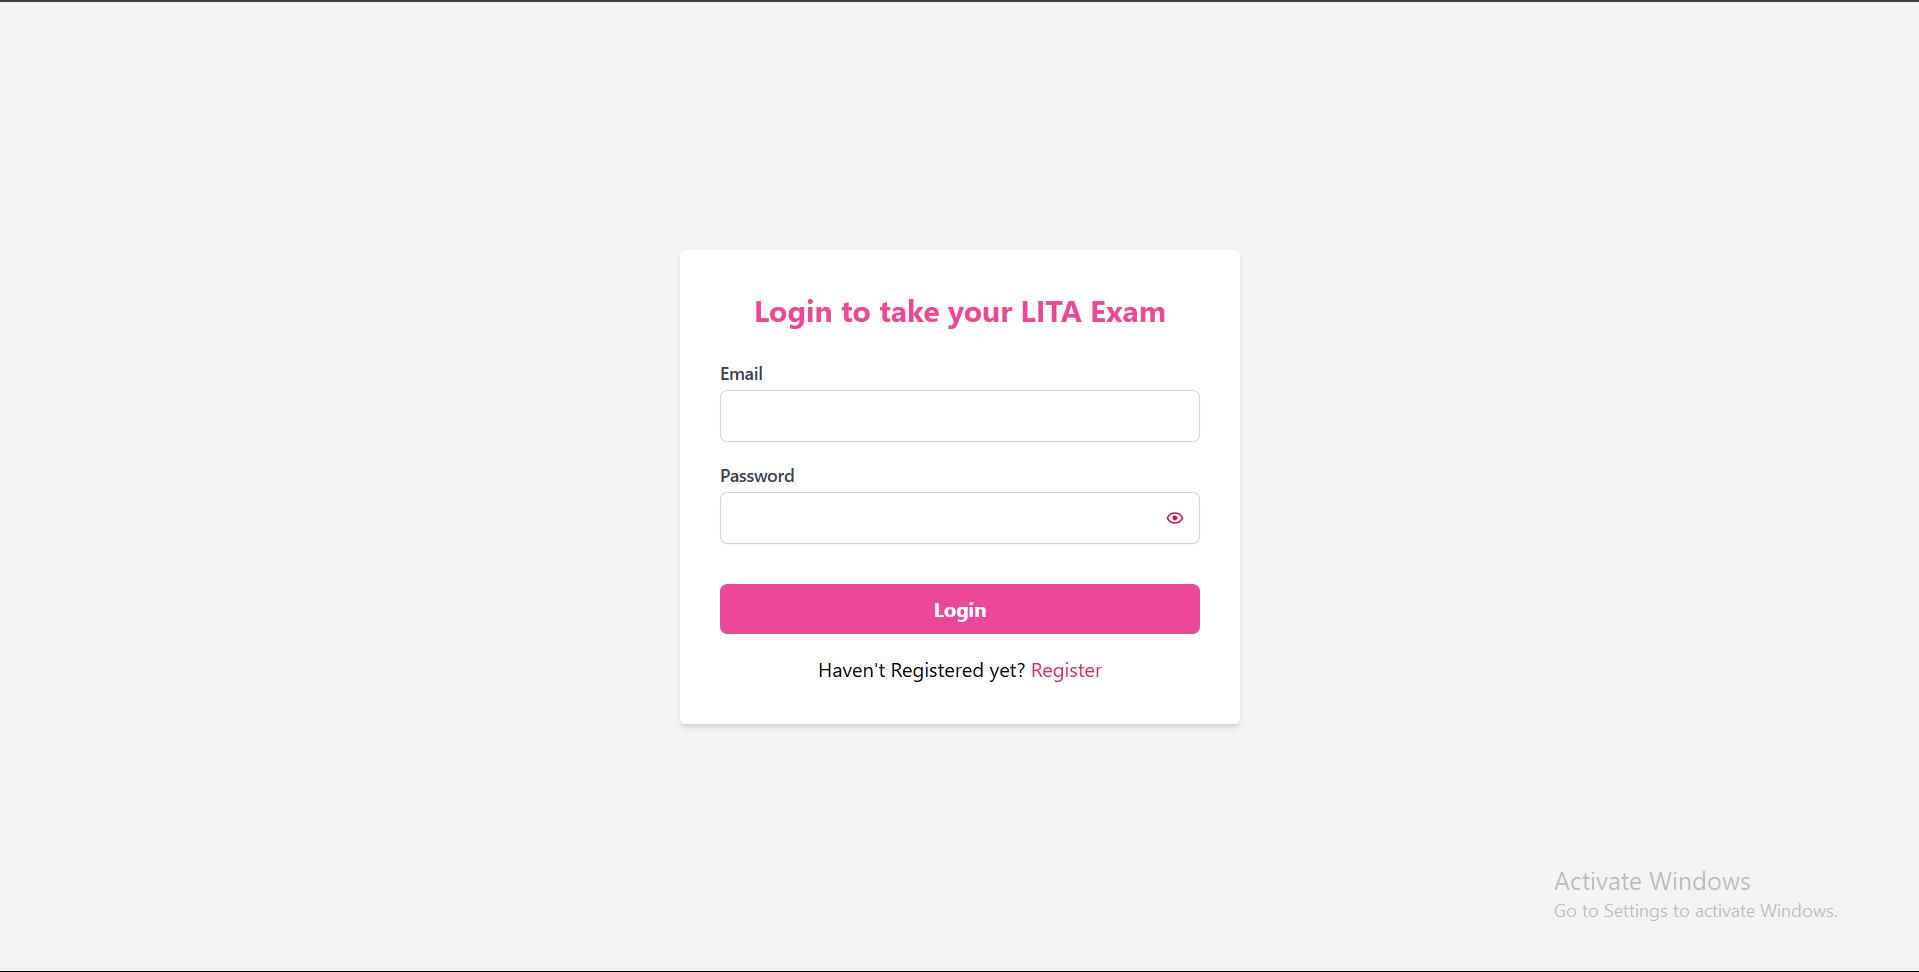 Login to take your LITA Exam
Email
Password
Login
Haven't Registered yet? Register
Activate Windows
Go to Settings to activate Windows.